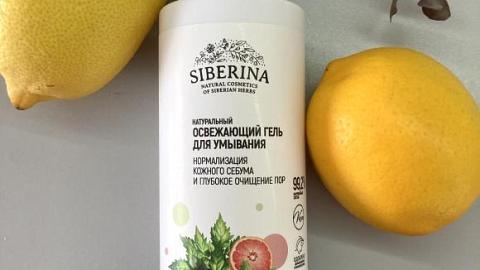 SIBERINA
NATURAL COSMETICS
OF SIBERIAN HERBS
НАТУРАЛЬНЫЙ
ОСВЕЖАЮЩИЙ ГЕЛЬ
ДЛЯ УМЫВАНИЯ
НОРМАЛИЗАЦИЯ
КОЖНОГО СЕБУМА
И ГЛУБОКОЕ ОЧИЩЕНИЕ ПОР